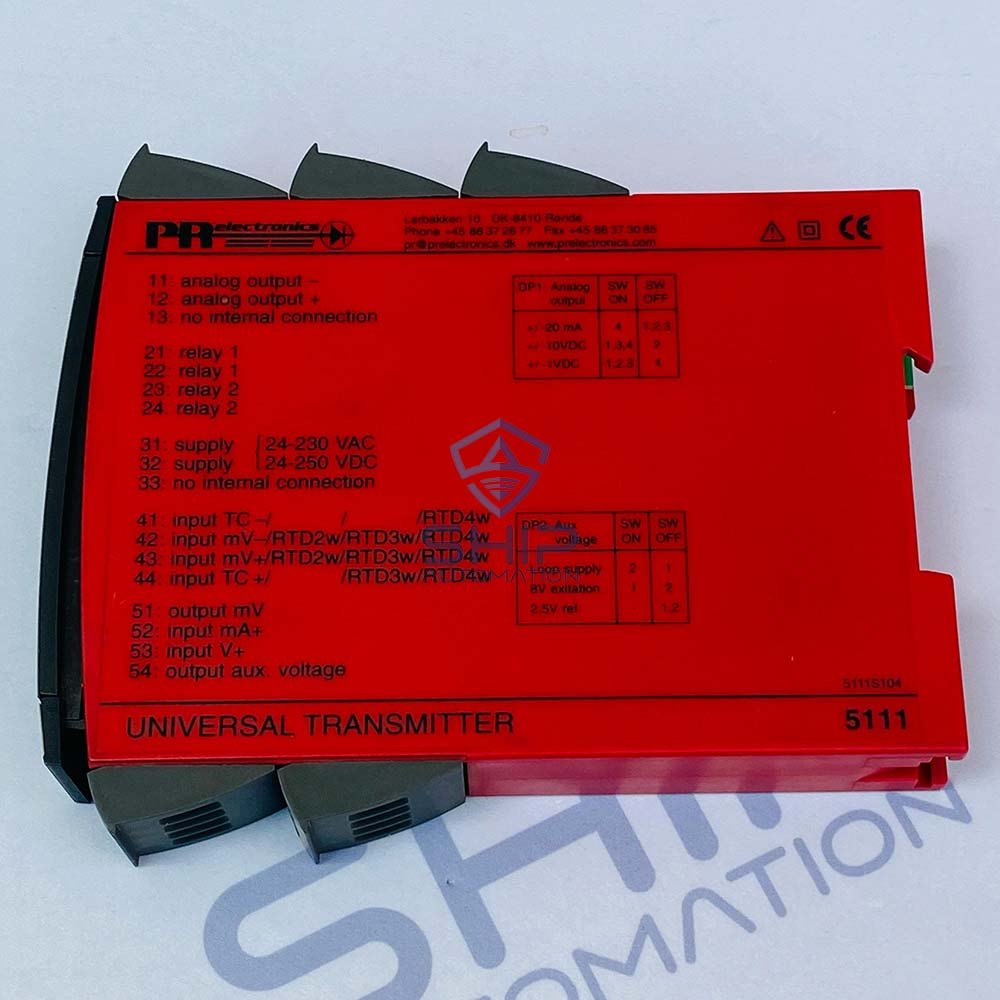 PR electronics
Lerbakken 10 DK-8410 Rønde
Phone +45 86 37 26 77 Fax +45 86 37 30 85
pr@prelectronics.dk www.prelectronics.com
CE
11: analog output –
12: analog output +
13: no internal connection
21: relay 1
22: relay 1
23: relay 2
24: relay 2
31: supply 24-230 VAC
32: supply 24-250 VDC
33: no internal connection
41: input TC –/ / /RTD4w
42: input mV–/RTD2w/RTD3w/RTD4w
43: input mV+/RTD2w/RTD3w/RTD4w
44: input TC +/ /RTD3w/RTD4w
51: output mV
52: input mA+
53: input V+
54: output aux. voltage
DP1: Analog output SW ON SW OFF
+/-20 mA 4 1,2,3
+/-10VDC 1,3,4 2
+/-1VDC 1,2,3 4
DP2: Aux voltage SW ON SW OFF
Loop supply 2 1
8V exitation 1 2
2.5V ref. 1,2
SHIP
AUTOMATION
5111S104
UNIVERSAL TRANSMITTER 5111
SHIP
AUTOMATION